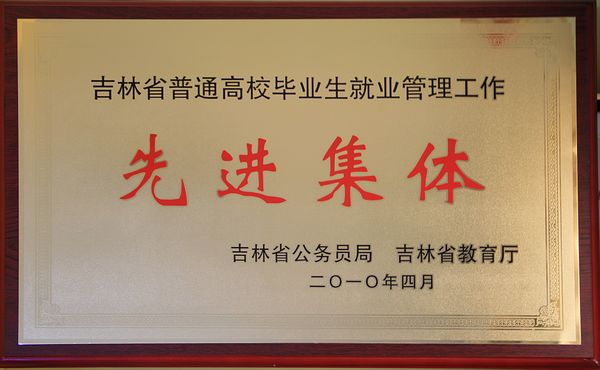 吉林省普通高校毕业生就业管理工作
先进集体
吉林省公务员局 吉林省教育厅
二〇一〇年四月